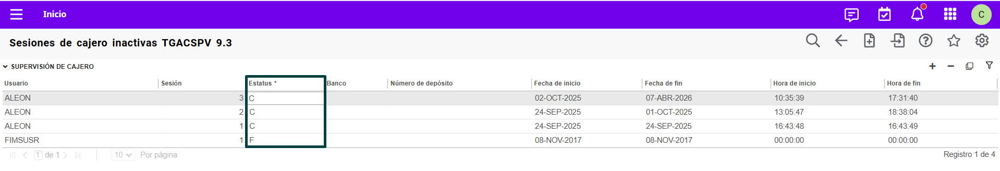 Inicio
C
Sesiones de cajero inactivas TGACSPV 9.3
SUPERVISIÓN DE CAJERO
Usuario Sesión Estatus * Banco Número de depósito Fecha de inicio Fecha de fin Hora de inicio Hora de fin
ALEON 3 C 02-OCT-2025 07-ABR-2026 10:35:39 17:31:40
ALEON 2 C 24-SEP-2025 01-OCT-2025 13:05:47 18:38:04
ALEON 1 C 24-SEP-2025 24-SEP-2025 16:43:48 16:43:49
FIMSUSR 1 F 08-NOV-2017 08-NOV-2017 00:00:00 00:00:00
1 de 1 10 Por página Registro 1 de 4